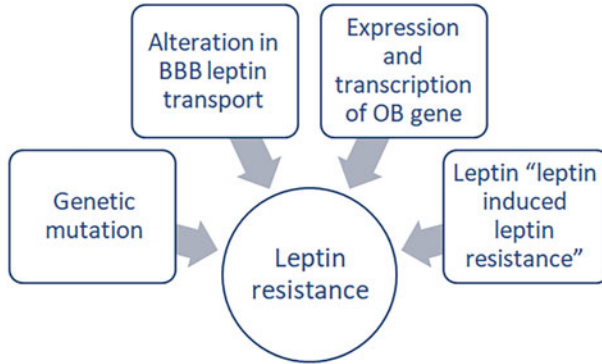 Alteration in
BBB leptin
transport
Expression
and
transcription
of OB gene
Genetic
mutation
Leptin “leptin
induced
leptin
resistance”
Leptin
resistance